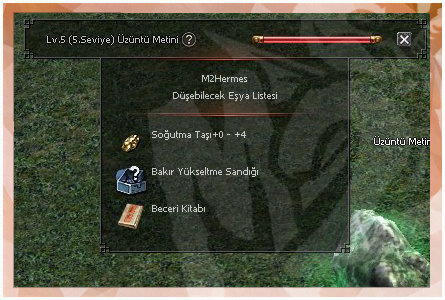 Lv.5 (5.Seviye) Üzüntü Metini ?
M2Hermes
Düşebilecek Eşya Listesi
Soğutma Taşı+0 - +4
Üzüntü Metin
Bakır Yükseltme Sandığı
Beceri Kitabı